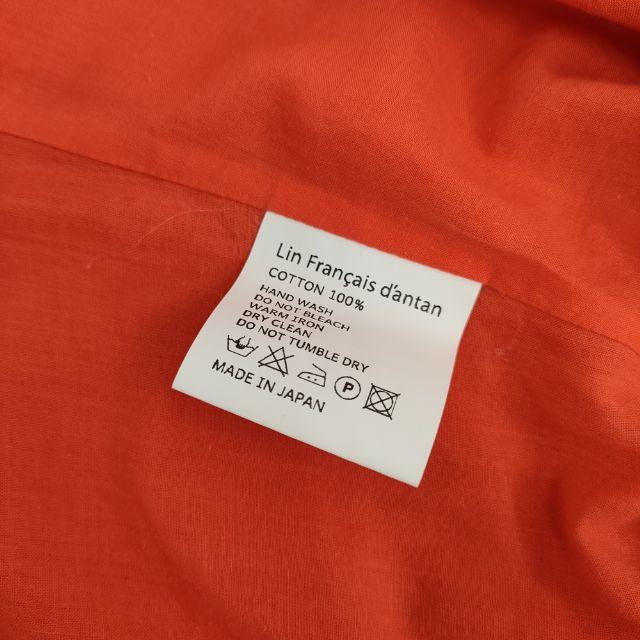 Lin Français d'antan
COTTON 100%
HAND WASH
DO NOT BLEACH
WARM IRON
DRY CLEAN
DO NOT TUMBLE DRY
P
MADE IN JAPAN